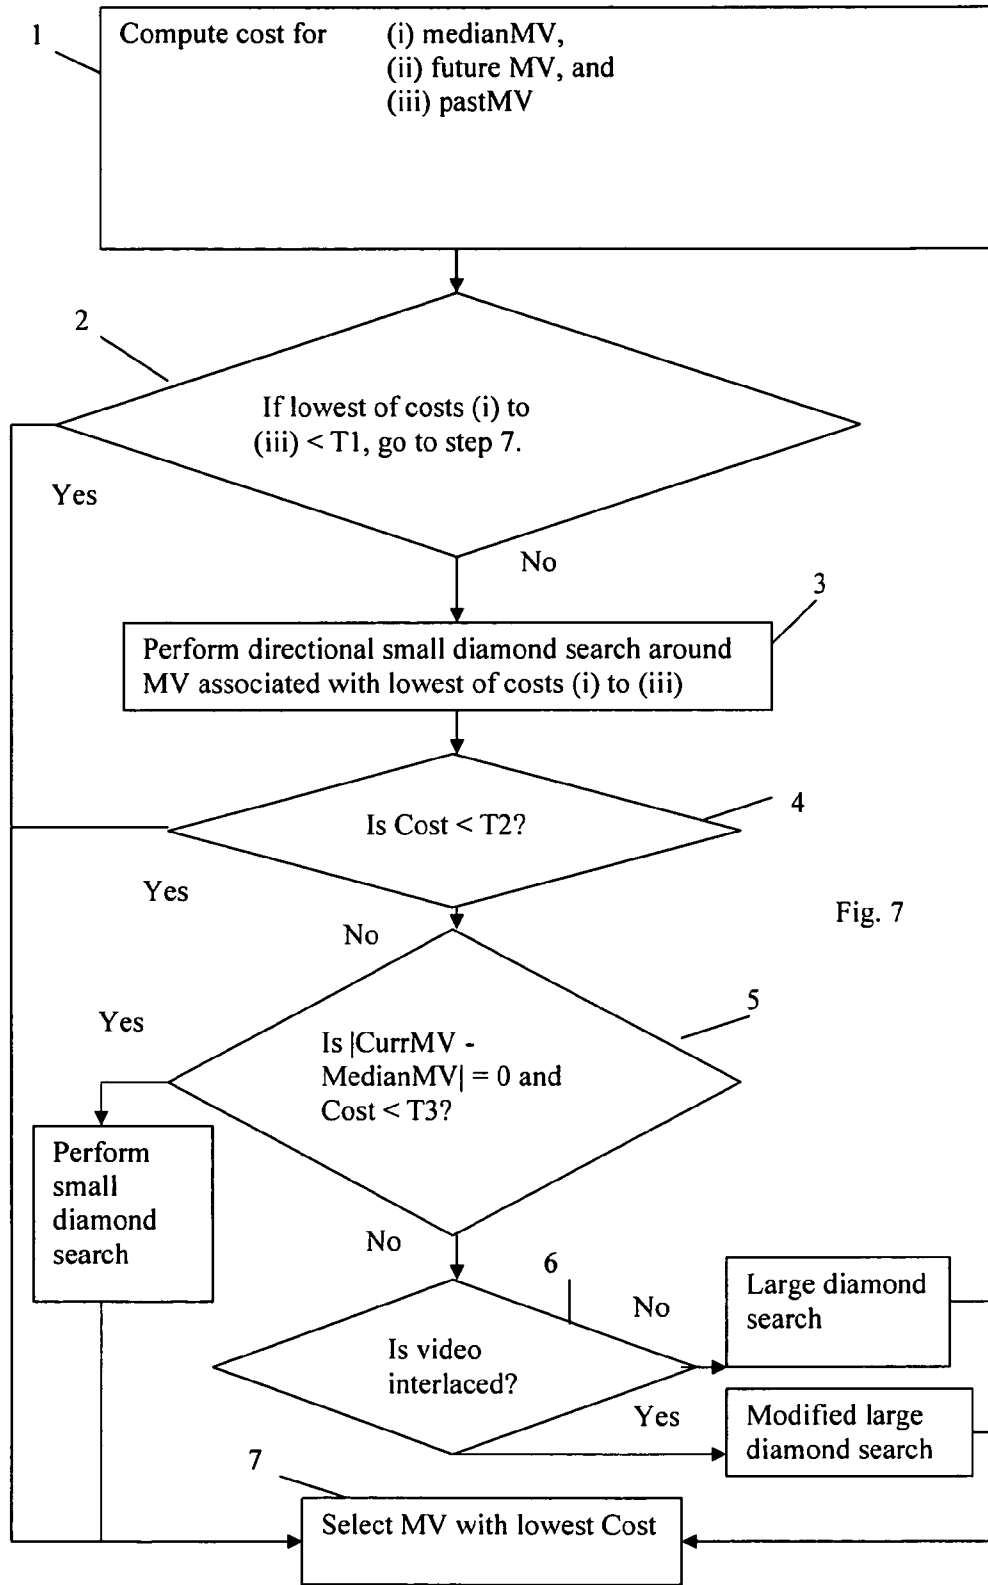 1
Compute cost for (i) medianMV,
(ii) future MV, and
(iii) pastMV
2
If lowest of costs (i) to
(iii) < T1, go to step 7.
Yes
No
3
Perform directional small diamond search around
MV associated with lowest of costs (i) to (iii)
Is Cost < T2?
4
Yes
No
Fig. 7
5
Yes
Is |CurrMV -
MedianMV| = 0 and
Cost < T3?
Perform
small
diamond
search
No
6
No
Large diamond
search
Is video
interlaced?
Yes
Modified large
diamond search
7
Select MV with lowest Cost